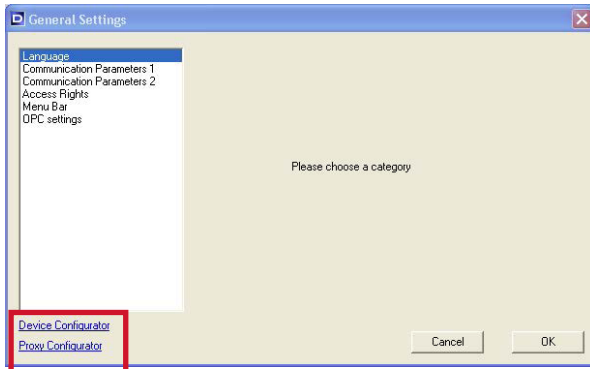 General Settings
Language
Communication Parameters 1
Communication Parameters 2
Access Rights
Menu Bar
OPC settings
Please choose a category
Device Configurator
Proxy Configurator
Cancel
OK